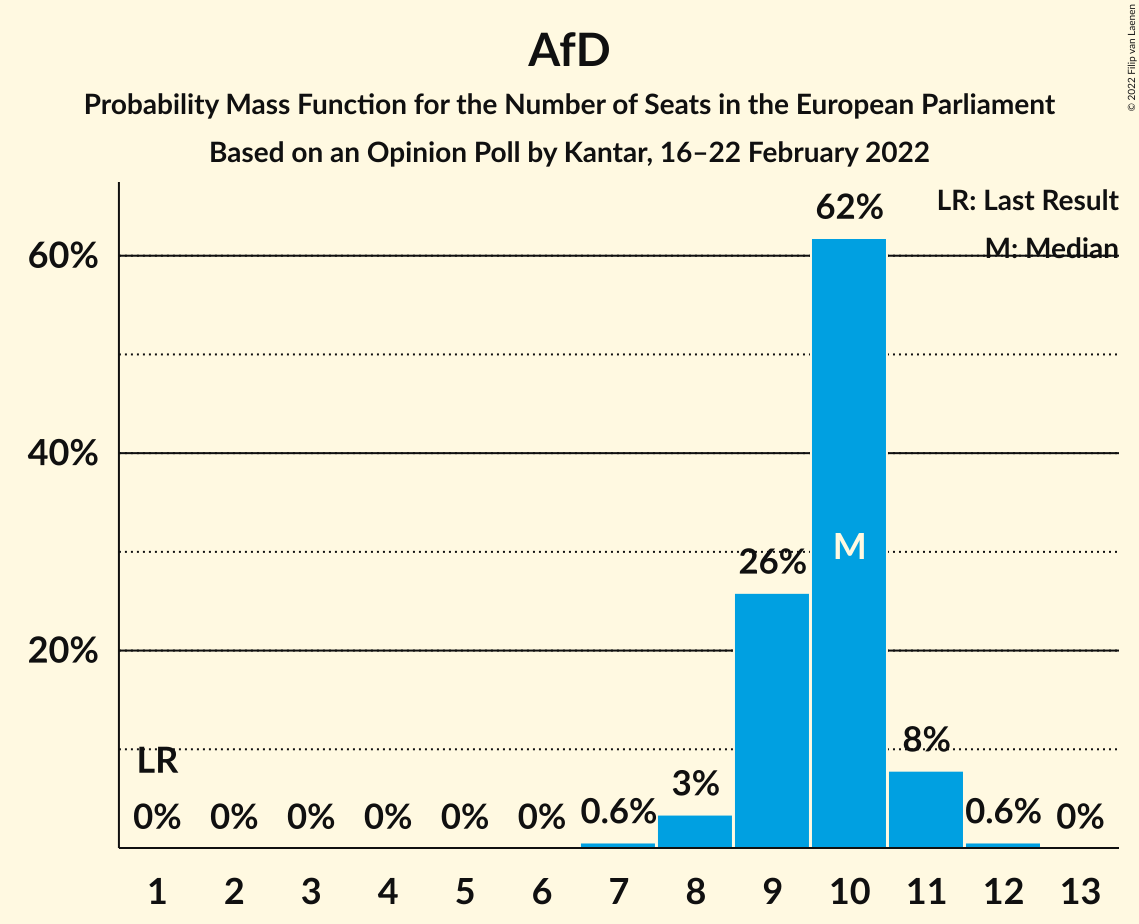 AfD
Probability Mass Function for the Number of Seats in the European Parliament
Based on an Opinion Poll by Kantar, 16–22 February 2022
© 2022 Filip van Laenen
LR: Last Result
M: Median
60%
40%
20%
LR
0% 0% 0% 0% 0% 0% 0.6% 3% 26% 62% 8% 0.6% 0%
M
1 2 3 4 5 6 7 8 9 10 11 12 13